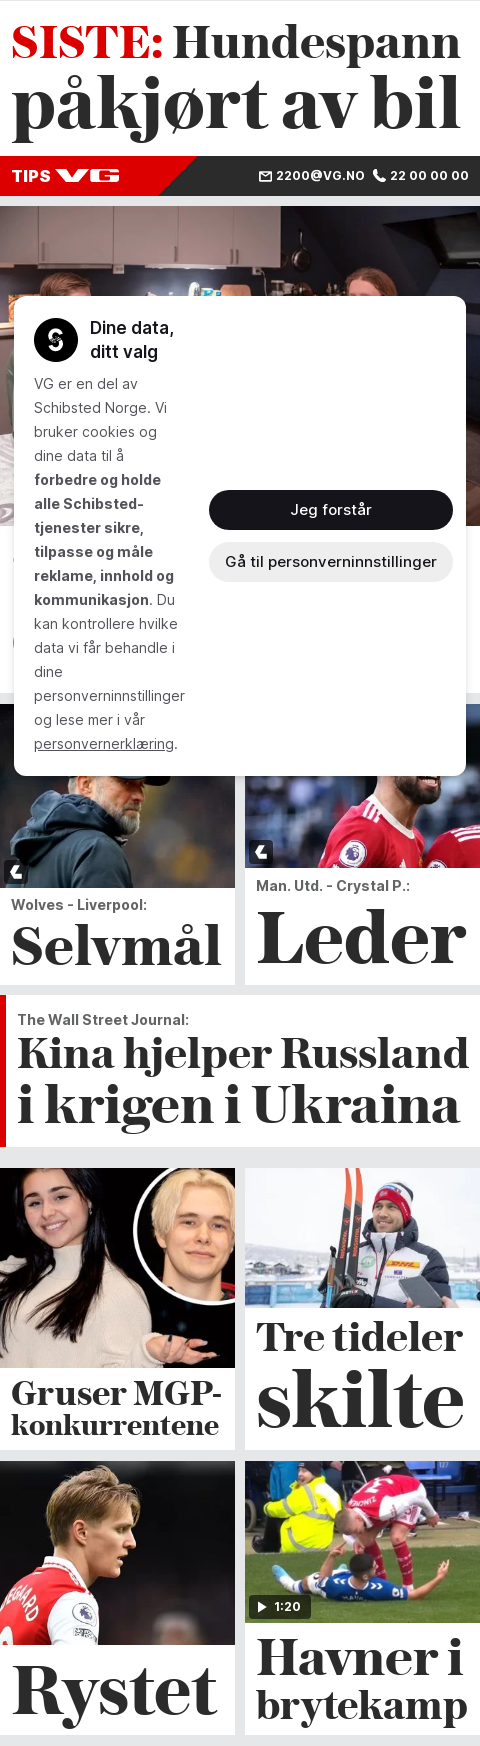 SISTE: Hundespann
påkjørt av bil
TIPS VG
2200@VG.NO 22 00 00 00
Dine data,
ditt valg
VG er en del av
Schibsted Norge. Vi
bruker cookies og
dine data til å
forbedre og holde
alle Schibsted-
tjenester sikre,
tilpasse og måle
reklame, innhold og
kommunikasjon. Du
kan kontrollere hvilke
data vi får behandle i
dine
personverninnstillinger
og lese mer i vår
personvernerklæring.
Jeg forstår
Gå til personverninnstillinger
Wolves - Liverpool:
Selvmål
Man. Utd. - Crystal P.:
Leder
The Wall Street Journal:
Kina hjelper Russland
i krigen i Ukraina
Gruser MGP-
konkurrentene
DHL
Tre tideler
skilte
Rystet
ZINCHENKO
1:20
Havner i
brytekamp